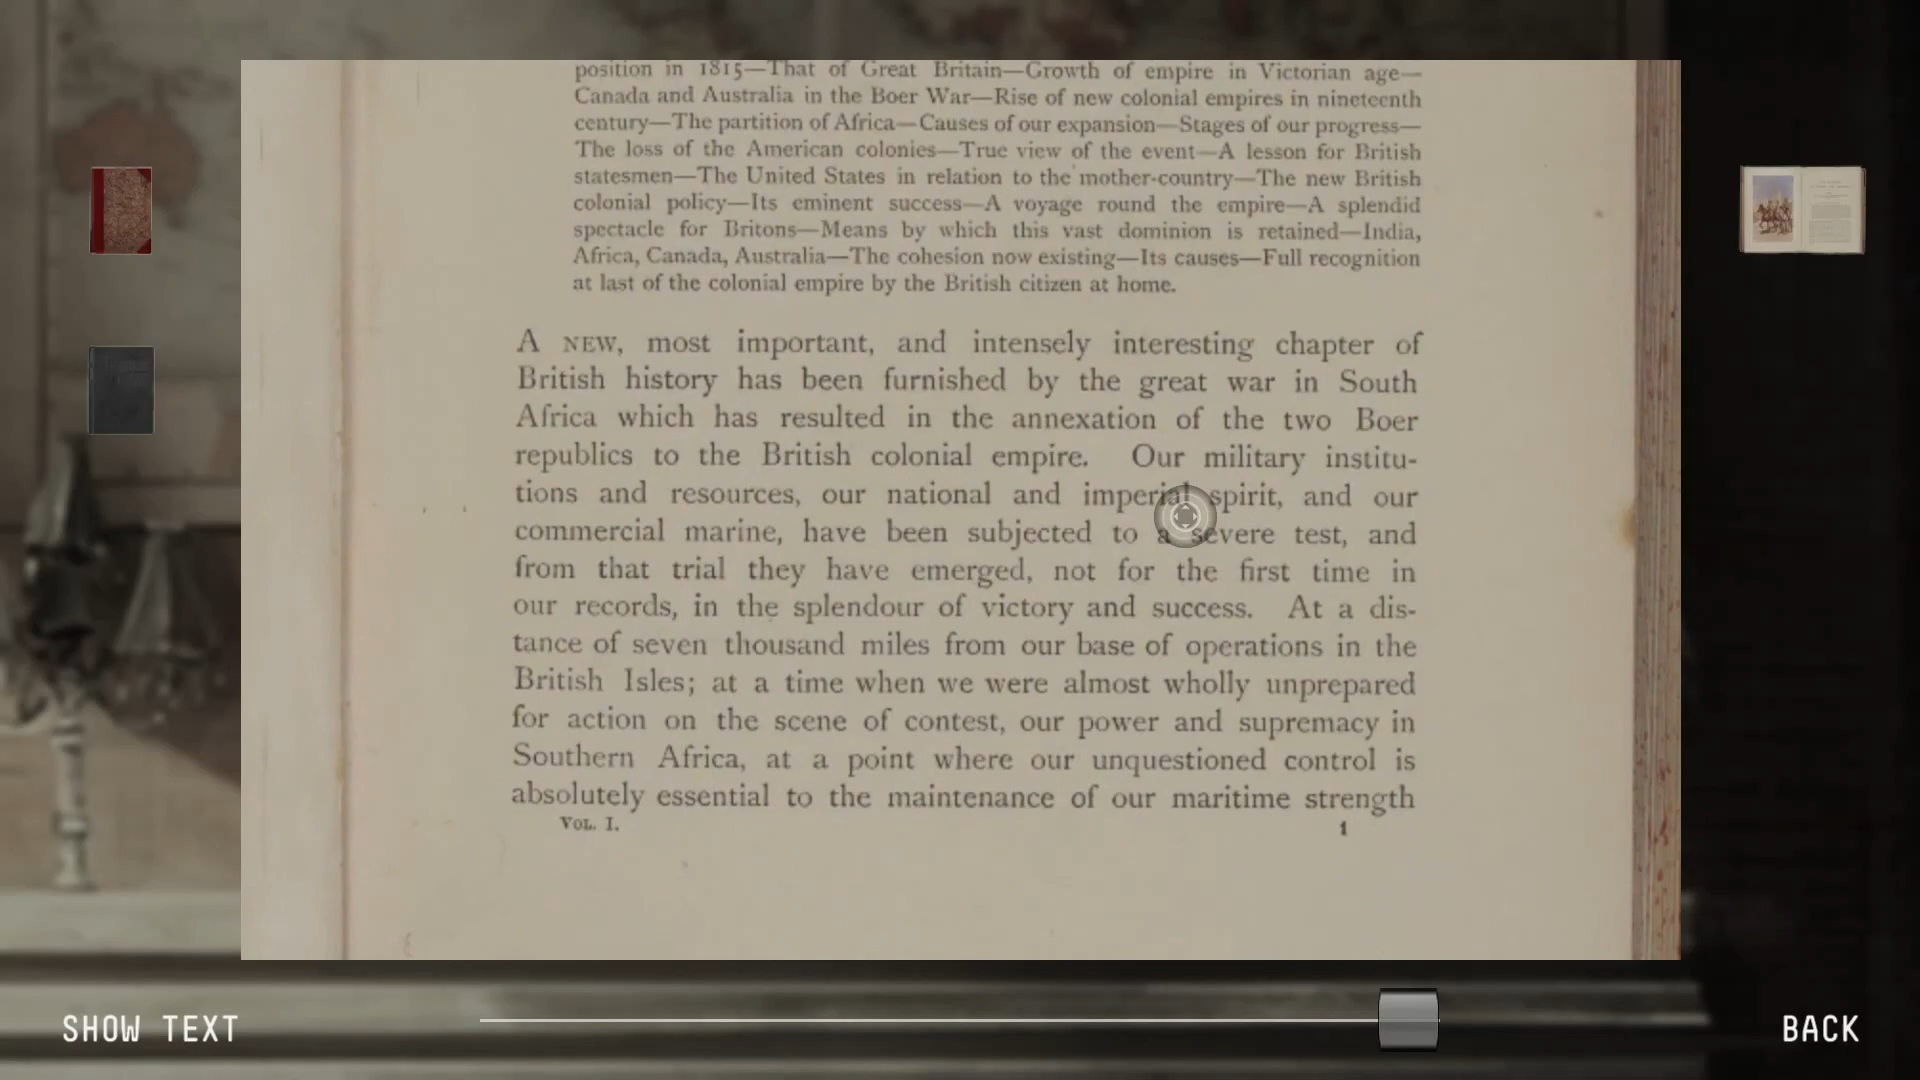 position in 1815—That of Great Britain—Growth of empire in Victorian age—
Canada and Australia in the Boer War—Rise of new colonial empires in nineteenth
century—The partition of Africa—Causes of our expansion—Stages of our progress—
The loss of the American colonies—True view of the event—A lesson for British
statesmen—The United States in relation to the mother-country—The new British
colonial policy—Its eminent success—A voyage round the empire—A splendid
spectacle for Britons—Means by which this vast dominion is retained—India,
Africa, Canada, Australia—The cohesion now existing—Its causes—Full recognition
at last of the colonial empire by the British citizen at home.
A NEW, most important, and intensely interesting chapter of
British history has been furnished by the great war in South
Africa which has resulted in the annexation of the two Boer
republics to the British colonial empire. Our military institu-
tions and resources, our national and imperial spirit, and our
commercial marine, have been subjected to a severe test, and
from that trial they have emerged, not for the first time in
our records, in the splendour of victory and success. At a dis-
tance of seven thousand miles from our base of operations in the
British Isles; at a time when we were almost wholly unprepared
for action on the scene of contest, our power and supremacy in
Southern Africa, at a point where our unquestioned control is
absolutely essential to the maintenance of our maritime strength
VOL. I. 1
SHOW TEXT
BACK